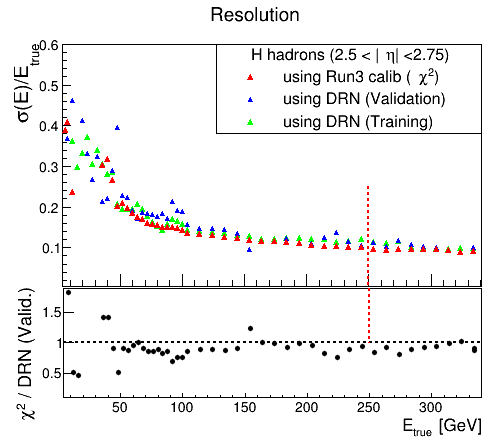 Resolution
H hadrons (2.5 < | η| <2.75)
using Run3 calib ( χ²)
using DRN (Validation)
using DRN (Training)
σ(E)/E_true
0.6
0.5
0.4
0.3
0.2
0.1
χ² / DRN (Valid.)
1.5
1
0.5
50 100 150 200 250 300
E_true [GeV]